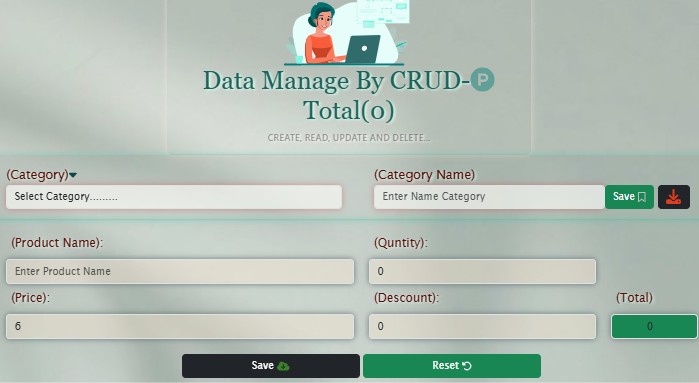 Data Manage By CRUD-P
Total(0)
CREATE, READ, UPDATE AND DELETE...
(Category)
(Category Name)
Select Category.........
Enter Name Category
Save
(Product Name):
(Quntity):
Enter Product Name
0
(Price):
(Descount):
(Total)
6
0
0
Save
Reset